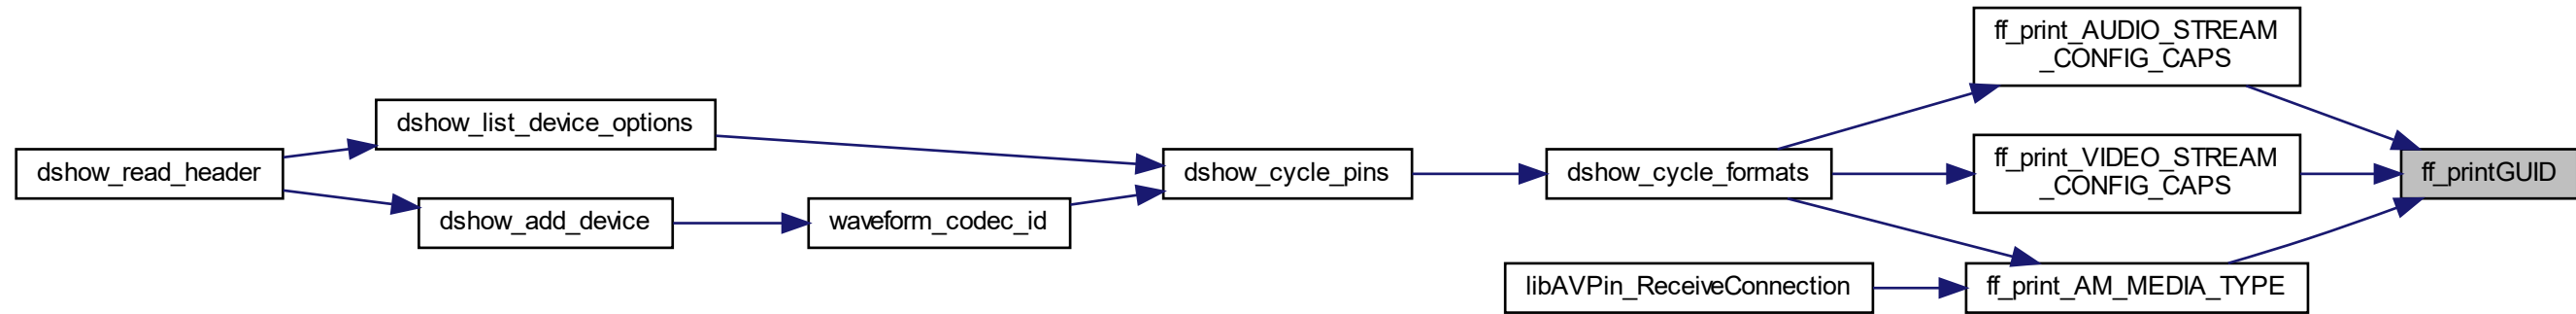 ff_print_AUDIO_STREAM
_CONFIG_CAPS
dshow_list_device_options
dshow_read_header
dshow_cycle_pins
dshow_cycle_formats
ff_print_VIDEO_STREAM
_CONFIG_CAPS
ff_printGUID
dshow_add_device
waveform_codec_id
libAVPin_ReceiveConnection
ff_print_AM_MEDIA_TYPE